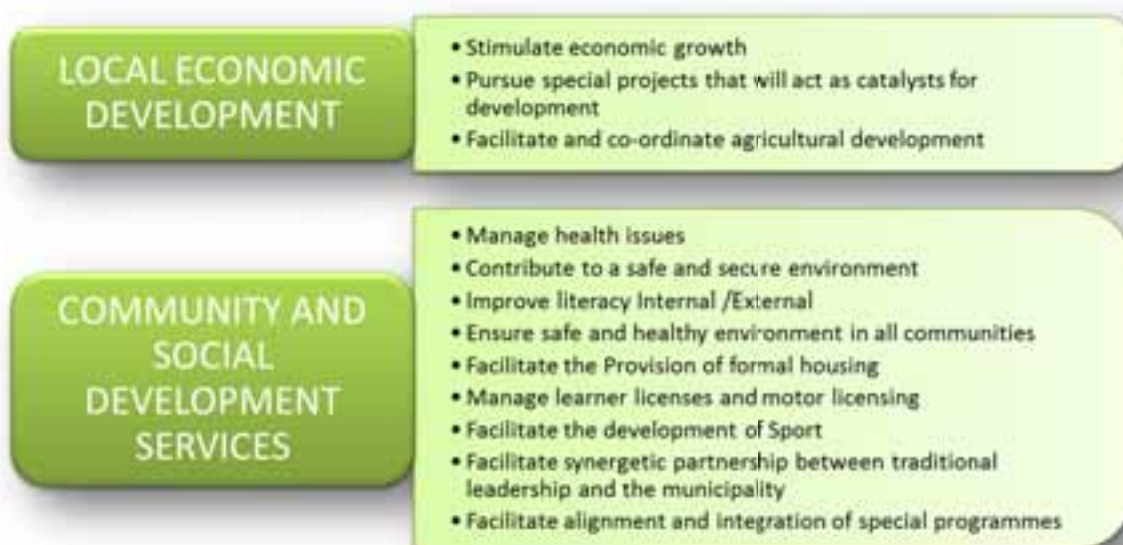 LOCAL ECONOMIC
DEVELOPMENT
• Stimulate economic growth
• Pursue special projects that will act as catalysts for
development
• Facilitate and co-ordinate agricultural development
COMMUNITY AND
SOCIAL
DEVELOPMENT
SERVICES
• Manage health issues
• Contribute to a safe and secure environment
• Improve literacy Internal /External
• Ensure safe and healthy environment in all communities
• Facilitate the Provision of formal housing
• Manage learner licenses and motor licensing
• Facilitate the development of Sport
• Facilitate synergetic partnership between traditional
leadership and the municipality
• Facilitate alignment and integration of special programmes